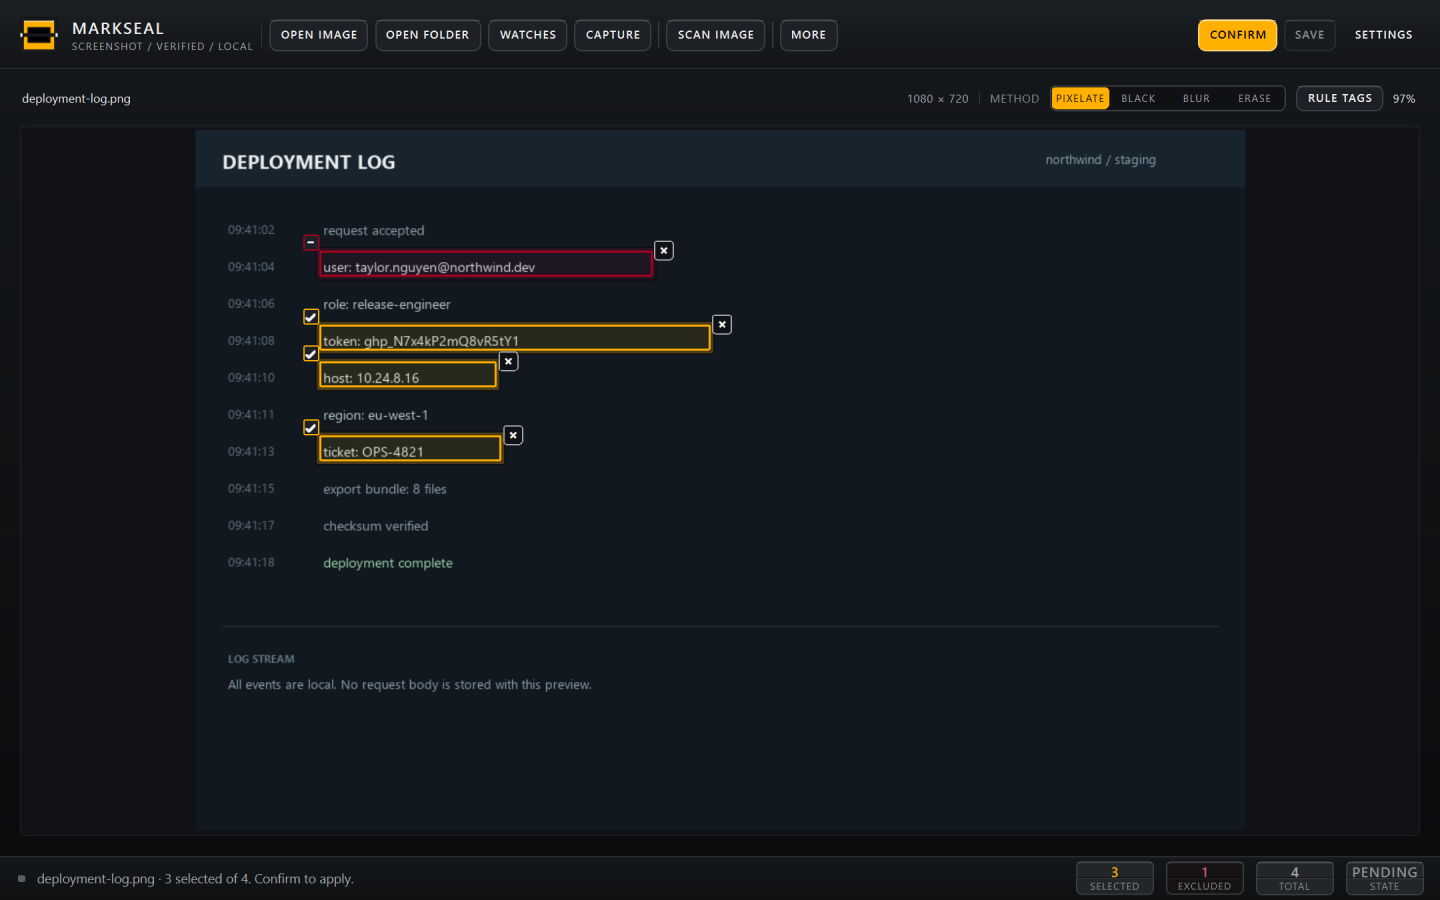 MARKSEAL
SCREENSHOT / VERIFIED / LOCAL
OPEN IMAGE
OPEN FOLDER
WATCHES
CAPTURE
SCAN IMAGE
MORE
CONFIRM
SAVE
SETTINGS
deployment-log.png
1080 × 720
METHOD
PIXELATE
BLACK
BLUR
ERASE
RULE TAGS
97%
DEPLOYMENT LOG
northwind / staging
09:41:02 request accepted
09:41:04 user: taylor.nguyen@northwind.dev
09:41:06 role: release-engineer
09:41:08 token: ghp_N7x4kP2mQ8vR5tY1
09:41:10 host: 10.24.8.16
09:41:11 region: eu-west-1
09:41:13 ticket: OPS-4821
09:41:15 export bundle: 8 files
09:41:17 checksum verified
09:41:18 deployment complete
LOG STREAM
All events are local. No request body is stored with this preview.
deployment-log.png · 3 selected of 4. Confirm to apply.
3
SELECTED
1
EXCLUDED
4
TOTAL
PENDING
STATE